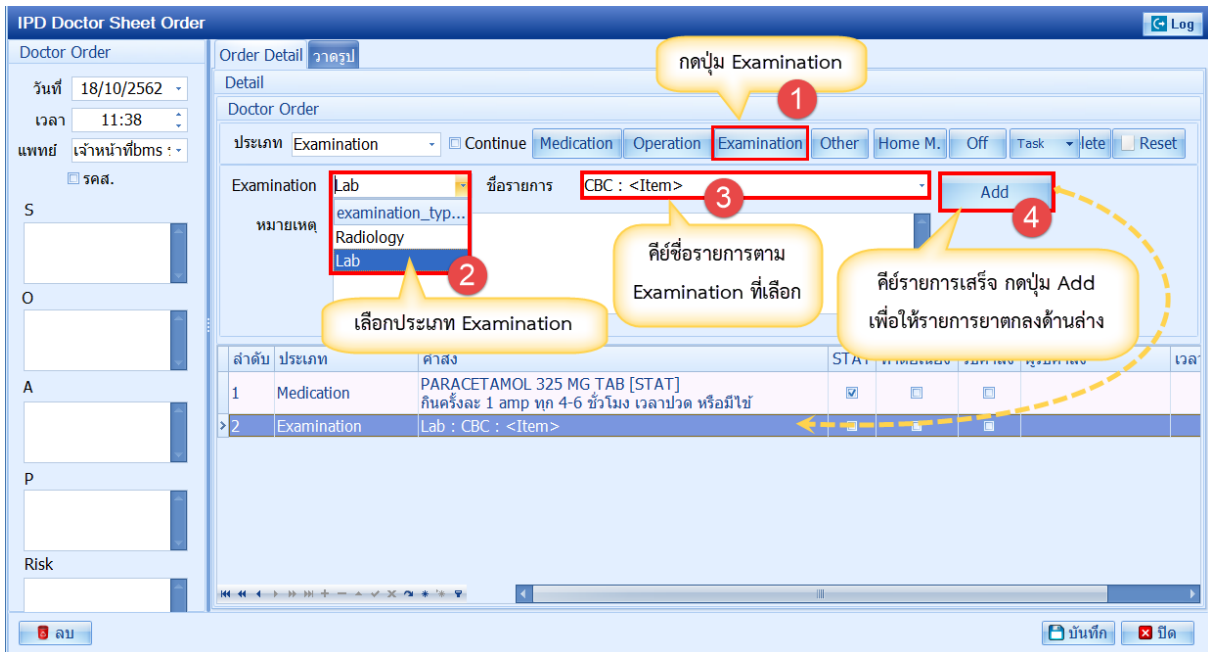 IPD Doctor Sheet Order
Log
Doctor Order
วันที่ 18/10/2562
เวลา 11:38
แพทย์ เจ้าหน้าที่bms
รคส.
S
O
A
P
Risk
Order Detail วาดรูป
Detail
Doctor Order
กดปุ่ม Examination
1
ประเภท Examination Continue Medication Operation Examination Other Home M. Off Task lete Reset
Examination Lab ชื่อรายการ CBC : <Item> Add
3
4
หมายเหตุ
examination_typ...
Radiology
Lab
2
คีย์ชื่อรายการตาม
Examination ที่เลือก
คีย์รายการเสร็จ กดปุ่ม Add
เพื่อให้รายการยาตกลงด้านล่าง
เลือกประเภท Examination
ลำดับ ประเภท คำสั่ง STAT เวลา
1 Medication PARACETAMOL 325 MG TAB [STAT]
กินครั้งละ 1 amp ทุก 4-6 ชั่วโมง เวลาปวด หรือมีไข้
2 Examination Lab : CBC : <Item>
ลบ
บันทึก ปิด